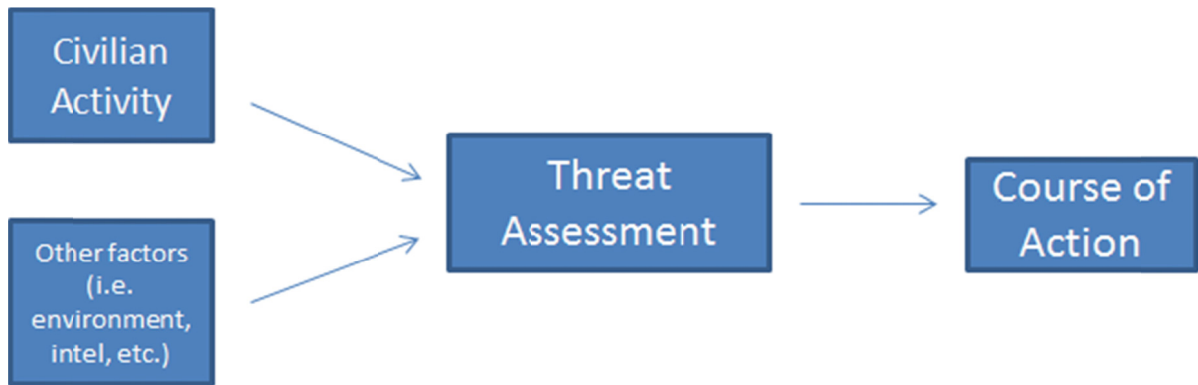 Civilian
Activity
Other factors
(i.e.
environment,
intel, etc.)
Threat
Assessment
Course of
Action